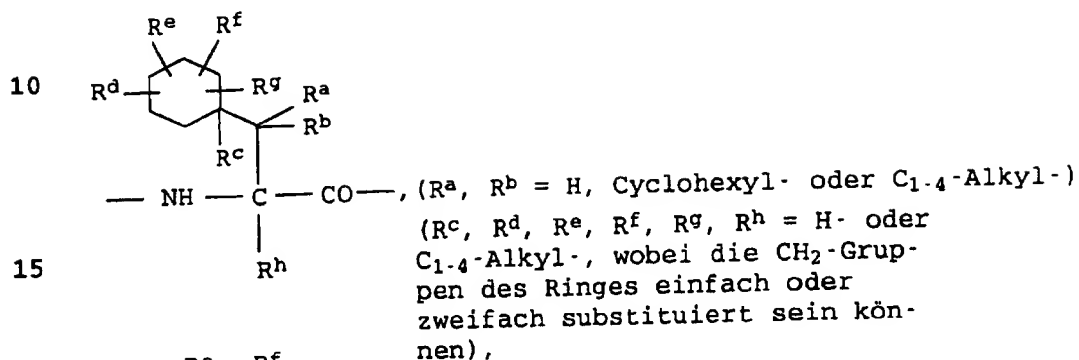 Rᵉ Rᶠ
10
Rᵈ Rᵍ Rᵃ
Rᵇ
Rᶜ
— NH — C — CO —, (Rᵃ, Rᵇ = H, Cyclohexyl- oder C₁₋₄-Alkyl-)
(Rᶜ, Rᵈ, Rᵉ, Rᶠ, Rᵍ, Rʰ = H- oder
15 Rʰ C₁₋₄-Alkyl-, wobei die CH₂-Grup-
pen des Ringes einfach oder
zweifach substituiert sein kön-
nen),